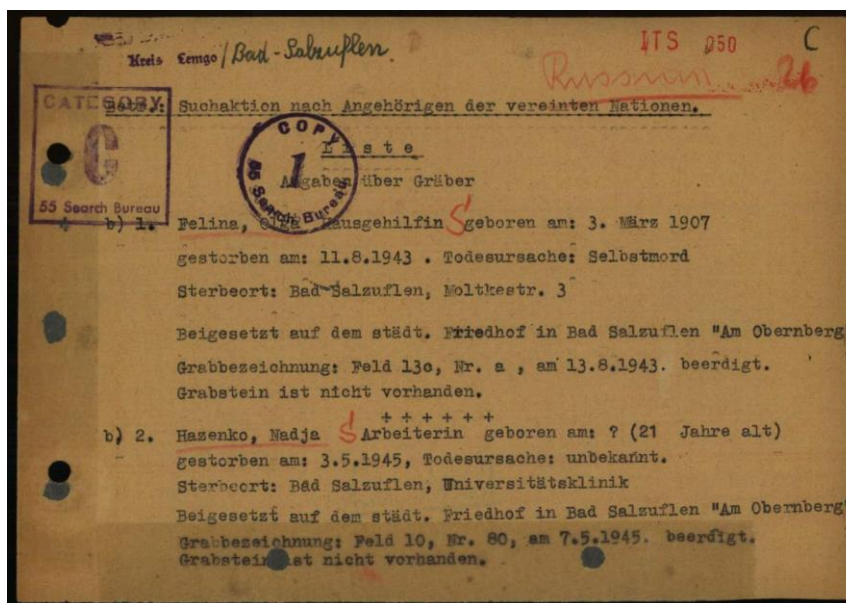 Kreis Lemgo / Bad-Salzuflen.
ITS 050
C
Russian 26
CATEGORY
C
55 Search Bureau
Betr.: Suchaktion nach Angehörigen der vereinten Nationen.
COPY
1
55 Search Bureau
Liste
Angaben über Gräber
b) 1. Felina, Olga Hausgehilfin geboren am: 3. März 1907
gestorben am: 11.8.1943 . Todesursache: Selbstmord
Sterbeort: Bad Salzuflen, Moltkestr. 3
Beigesetzt auf dem städt. Friedhof in Bad Salzuflen "Am Obernberg
Grabbezeichnung: Feld 13c, Nr. a , am 13.8.1943. beerdigt.
Grabstein ist nicht vorhanden.
+ + + + + +
b) 2. Hazenko, Nadja Arbeiterin geboren am: ? (21 Jahre alt)
gestorben am: 3.5.1945, Todesursache: unbekannt.
Sterbeort: Bad Salzuflen, Universitätsklinik
Beigesetzt auf dem städt. Friedhof in Bad Salzuflen "Am Obernberg"
Grabbezeichnung: Feld 10, Nr. 80, am 7.5.1945. beerdigt.
Grabstein ist nicht vorhanden.